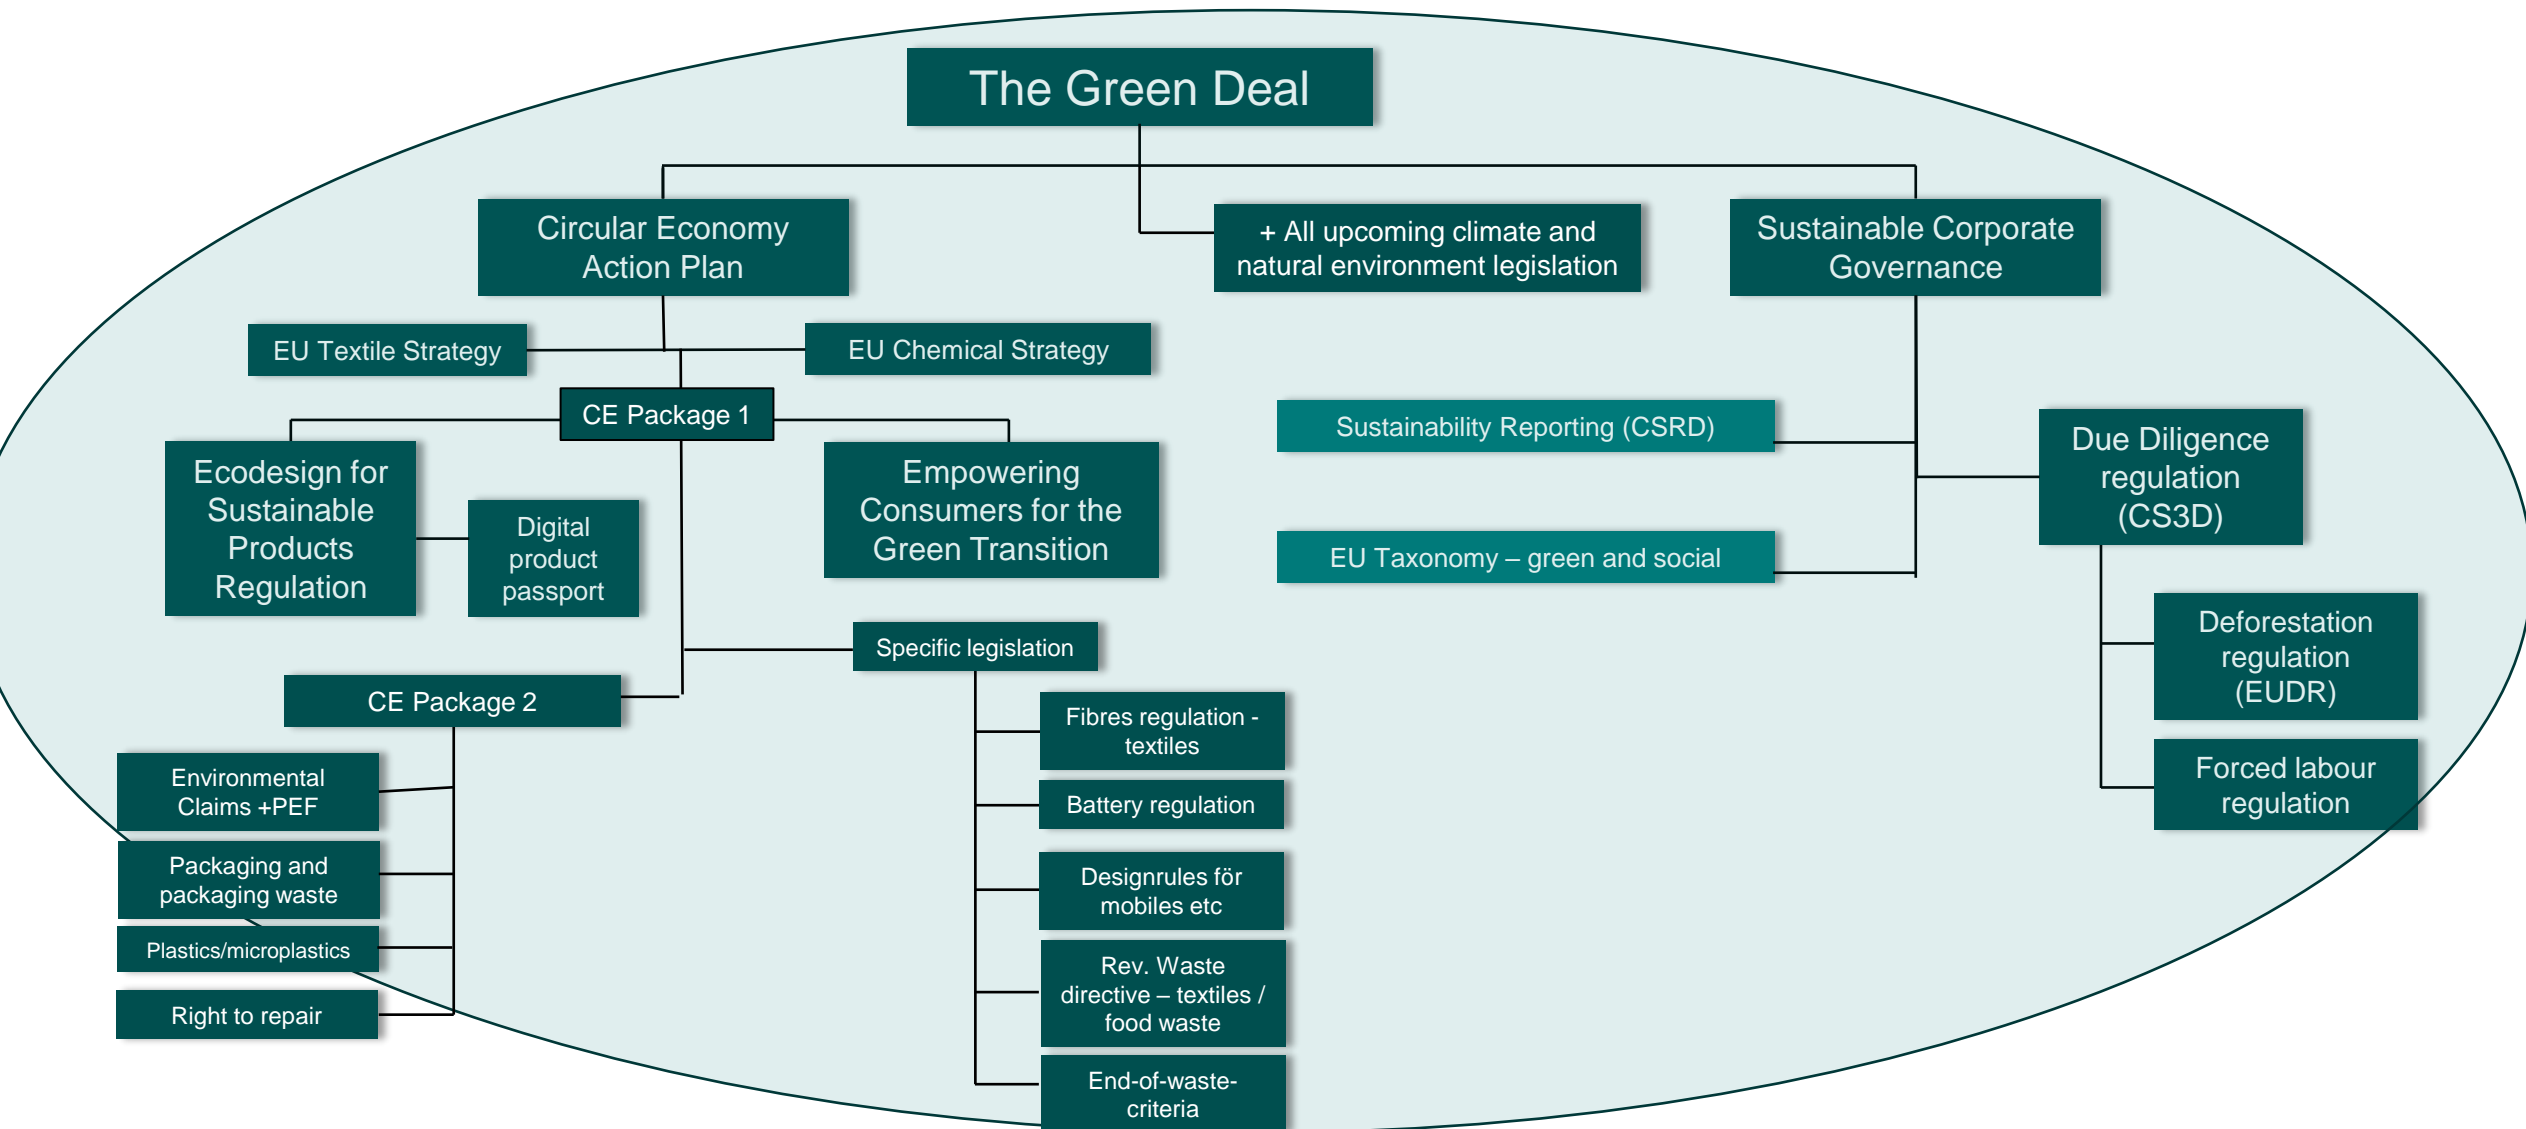 The Green Deal
Circular Economy
Action Plan
+ All upcoming climate and
natural environment legislation
Sustainable Corporate
Governance
EU Textile Strategy
EU Chemical Strategy
CE Package 1
Ecodesign for
Sustainable
Products
Regulation
Digital
product
passport
Empowering
Consumers for the
Green Transition
Sustainability Reporting (CSRD)
EU Taxonomy – green and social
Due Diligence
regulation
(CS3D)
Deforestation
regulation
(EUDR)
Forced labour
regulation
Specific legislation
Fibres regulation -
textiles
Battery regulation
Designrules för
mobiles etc
Rev. Waste
directive – textiles /
food waste
End-of-waste-
criteria
CE Package 2
Environmental
Claims +PEF
Packaging and
packaging waste
Plastics/microplastics
Right to repair